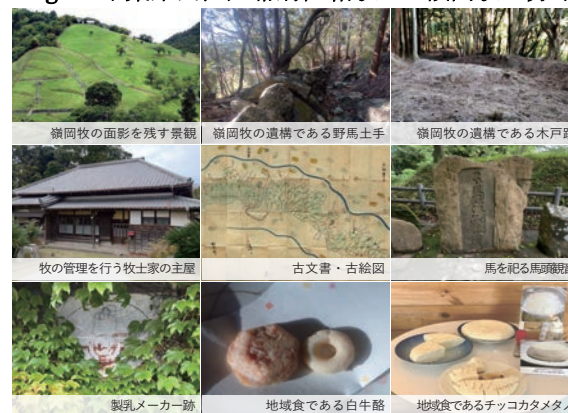 嶺岡牧の面影を残す景観
嶺岡牧の遺構である野馬土手
嶺岡牧の遺構である木戸跡
牧の管理を行う牧士家の主屋
古文書・古絵図
馬を祀る馬頭観音
製乳メーカー跡
地域食である白牛酪
地域食であるチッコカタメタノ